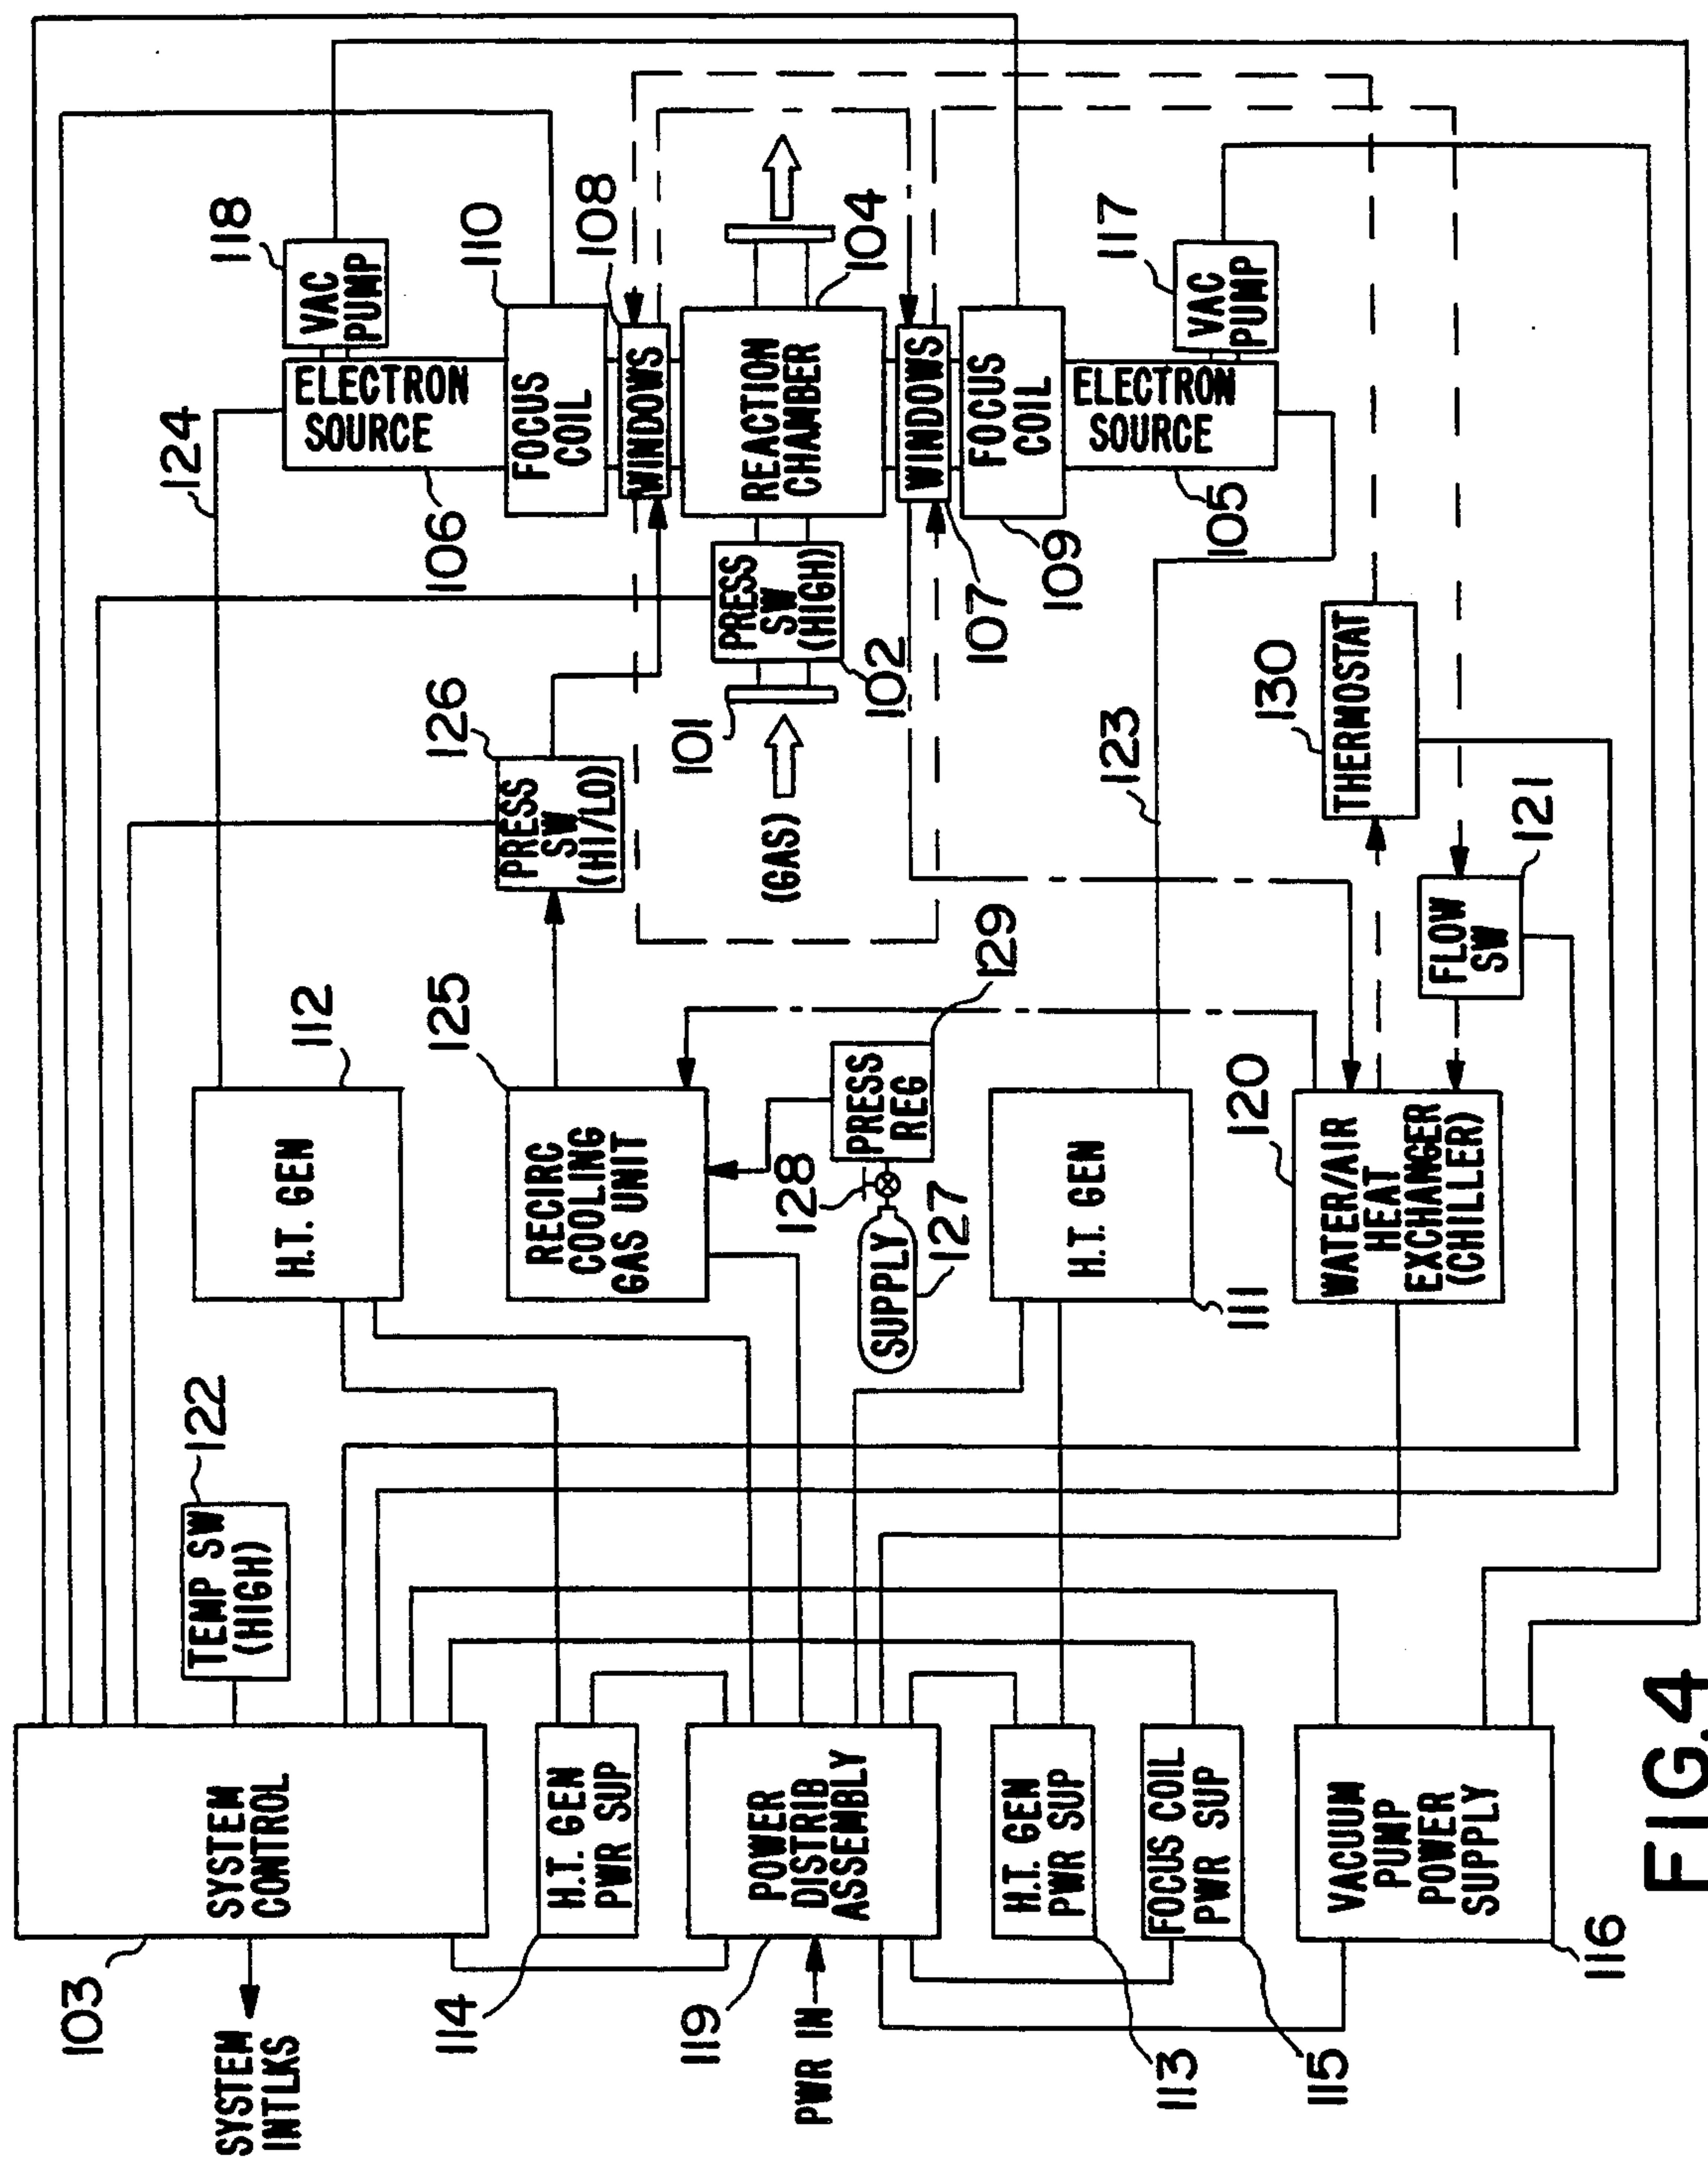 118
VAC
PUMP
124
ELECTRON
SOURCE
106
110
FOCUS
COIL
108
WINDOWS
REACTION
CHAMBER
104
WINDOWS
107
FOCUS
COIL
109
117
VAC
PUMP
ELECTRON
SOURCE
105
126
PRESS
SW
(HI/LO)
PRESS
SW
(HIGH)
102
101
(GAS)
123
130
THERMOSTAT
121
FLOW
SW
112
H.T. GEN
125
RECIRC
COOLING
GAS UNIT
129
PRESS
REG
128
SUPPLY
127
H.T. GEN
111
120
WATER/AIR
HEAT
EXCHANGER
(CHILLER)
122
TEMP SW
(HIGH)
SYSTEM
CONTROL
103
SYSTEM
INTLKS
H.T. GEN
PWR SUP
114
POWER
DISTRIB
ASSEMBLY
119
PWR IN
H.T. GEN
PWR SUP
113
FOCUS COIL
PWR SUP
115
VACUUM
PUMP
POWER
SUPPLY
116
FIG.4